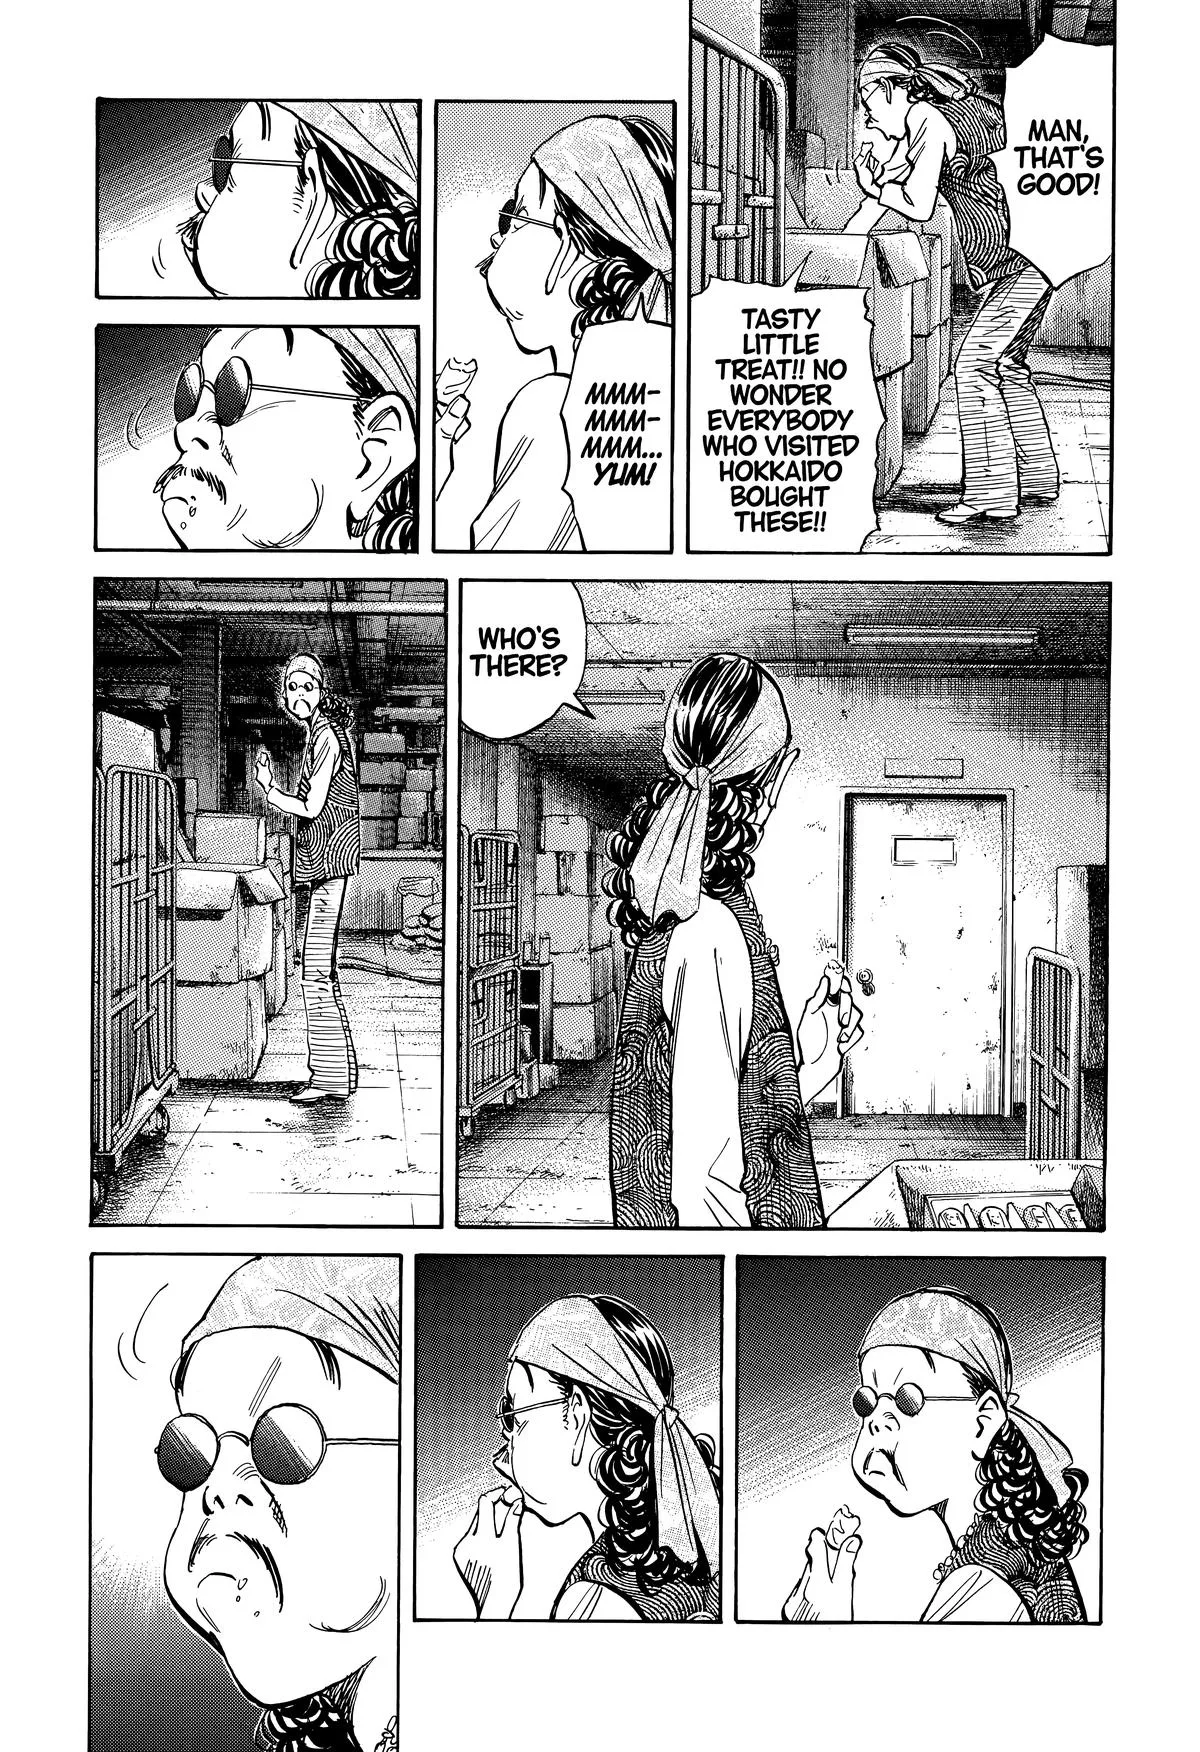 MAN,
THAT'S
GOOD!
TASTY
LITTLE
TREAT!! NO
WONDER
EVERYBODY
WHO VISITED
HOKKAIDO
BOUGHT
THESE!!
MMM-
MMM-
MMM...
YUM!
WHO'S
THERE?